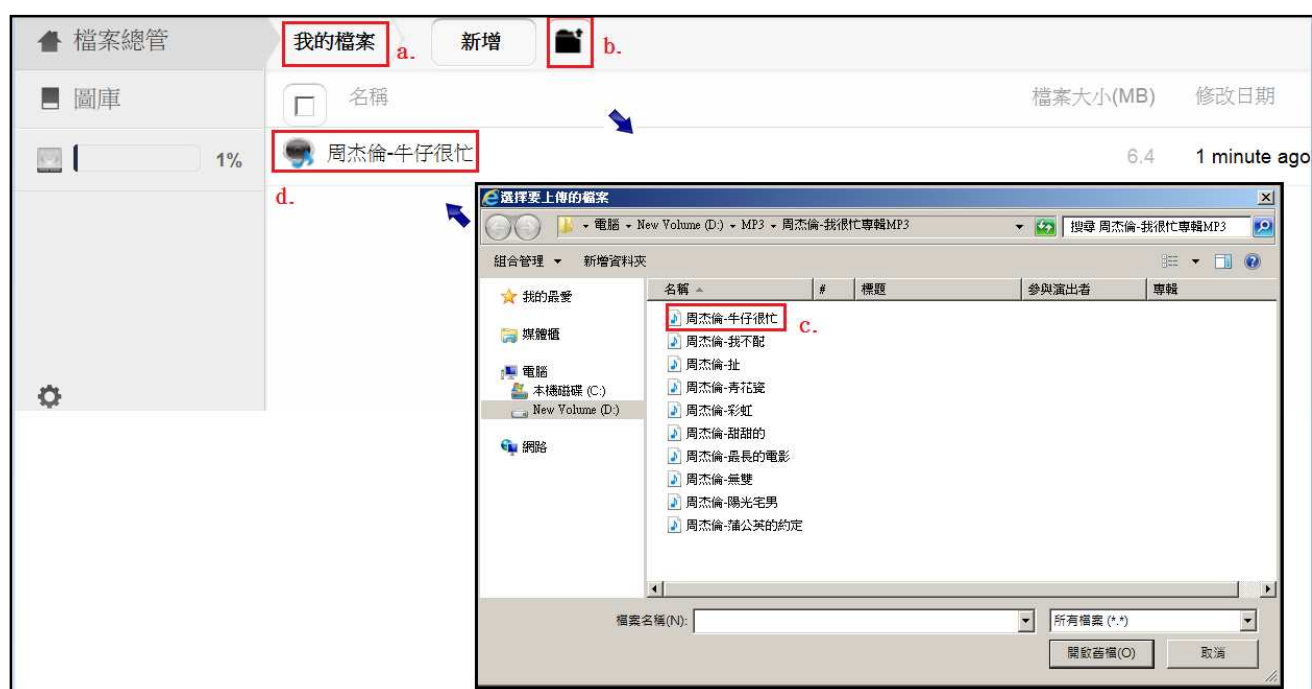 檔案總管
我的檔案
a.
新增
b.
圖庫
名稱
檔案大小(MB)
修改日期
1%
周杰倫-牛仔很忙
6.4
1 minute ago
d.
選擇要上傳的檔案
電腦
New Volume (D:)
MP3
周杰倫-我很忙專輯MP3
搜尋 周杰倫-我很忙專輯MP3
組合管理
新增資料夾
名稱
#
標題
參與演出者
專輯
我的最愛
媒體櫃
電腦
本機磁碟 (C:)
New Volume (D:)
網路
周杰倫-牛仔很忙
c.
周杰倫-我不配
周杰倫-扯
周杰倫-青花瓷
周杰倫-彩虹
周杰倫-甜甜的
周杰倫-最長的電影
周杰倫-無雙
周杰倫-陽光宅男
周杰倫-蒲公英的約定
檔案名稱(N):
所有檔案 (*.*)
開啟舊檔(O)
取消